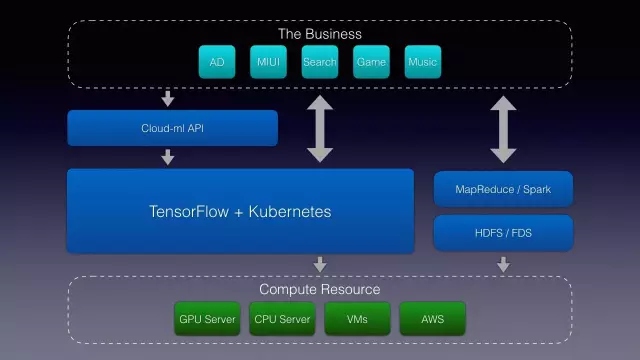 The Business
AD MIUI Search Game Music
Cloud-ml API
TensorFlow + Kubernetes
MapReduce / Spark
HDFS / FDS
Compute Resource
GPU Server CPU Server VMs AWS